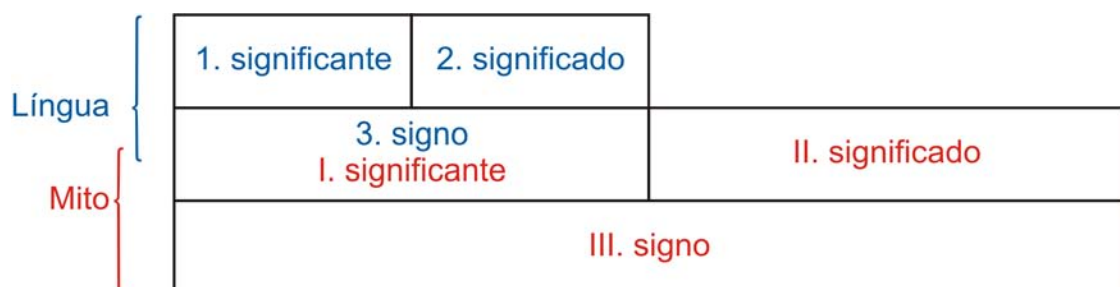 1. significante
2. significado
Língua
3. signo
I. significante
II. significado
Mito
III. signo